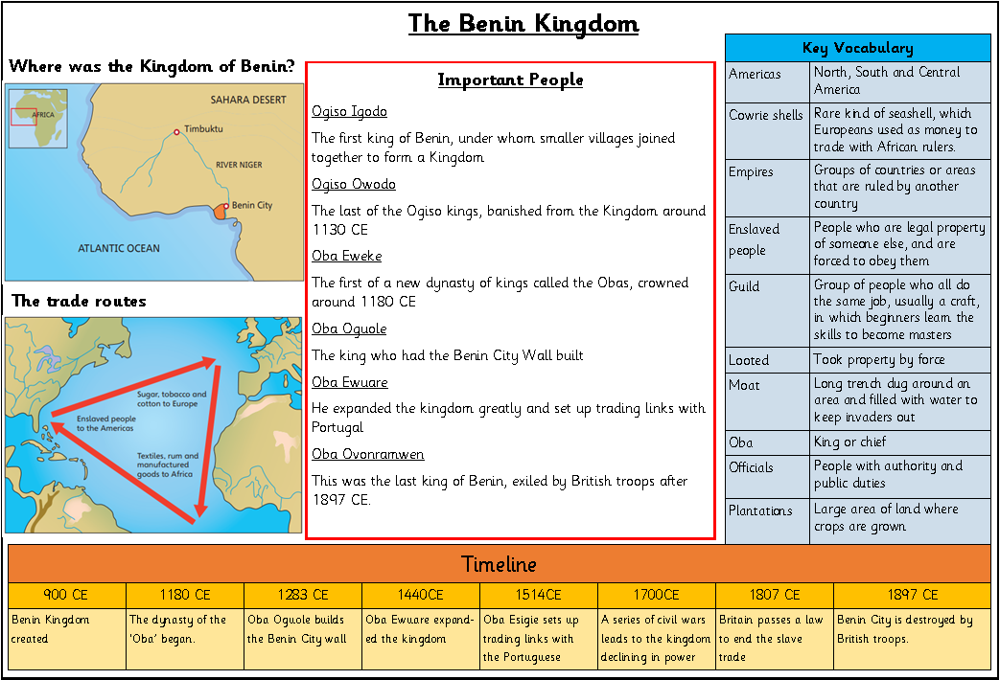 The Benin Kingdom
Where was the Kingdom of Benin?
AFRICA
SAHARA DESERT
Timbuktu
RIVER NIGER
Benin City
ATLANTIC OCEAN
The trade routes
Sugar, tobacco and
cotton to Europe
Enslaved people
to the Americas
Textiles, rum and
manufactured
goods to Africa
Important People
Ogiso Igodo
The first king of Benin, under whom smaller villages joined
together to form a Kingdom
Ogiso Owodo
The last of the Ogiso kings, banished from the Kingdom around
1130 CE
Oba Eweke
The first of a new dynasty of kings called the Obas, crowned
around 1180 CE
Oba Oguole
The king who had the Benin City Wall built
Oba Ewuare
He expanded the kingdom greatly and set up trading links with
Portugal
Oba Ovonramwen
This was the last king of Benin, exiled by British troops after
1897 CE.
Key Vocabulary
Americas
North, South and Central
America
Cowrie shells
Rare kind of seashell, which
Europeans used as money to
trade with African rulers.
Empires
Groups of countries or areas
that are ruled by another
country
Enslaved
people
People who are legal property
of someone else, and are
forced to obey them
Guild
Group of people who all do
the same job, usually a craft,
in which beginners learn the
skills to become masters
Looted
Took property by force
Moat
Long trench dug around an
area and filled with water to
keep invaders out
Oba
King or chief
Officials
People with authority and
public duties
Plantations
Large area of land where
crops are grown
Timeline
900 CE
Benin Kingdom
created
1180 CE
The dynasty of the
‘Oba’ began.
1283 CE
Oba Oguole builds
the Benin City wall
1440CE
Oba Ewuare expand-
ed the kingdom
1514CE
Oba Esigie sets up
trading links with
the Portuguese
1700CE
A series of civil wars
leads to the kingdom
declining in power
1807 CE
Britain passes a law
to end the slave
trade
1897 CE
Benin City is destroyed by
British troops.